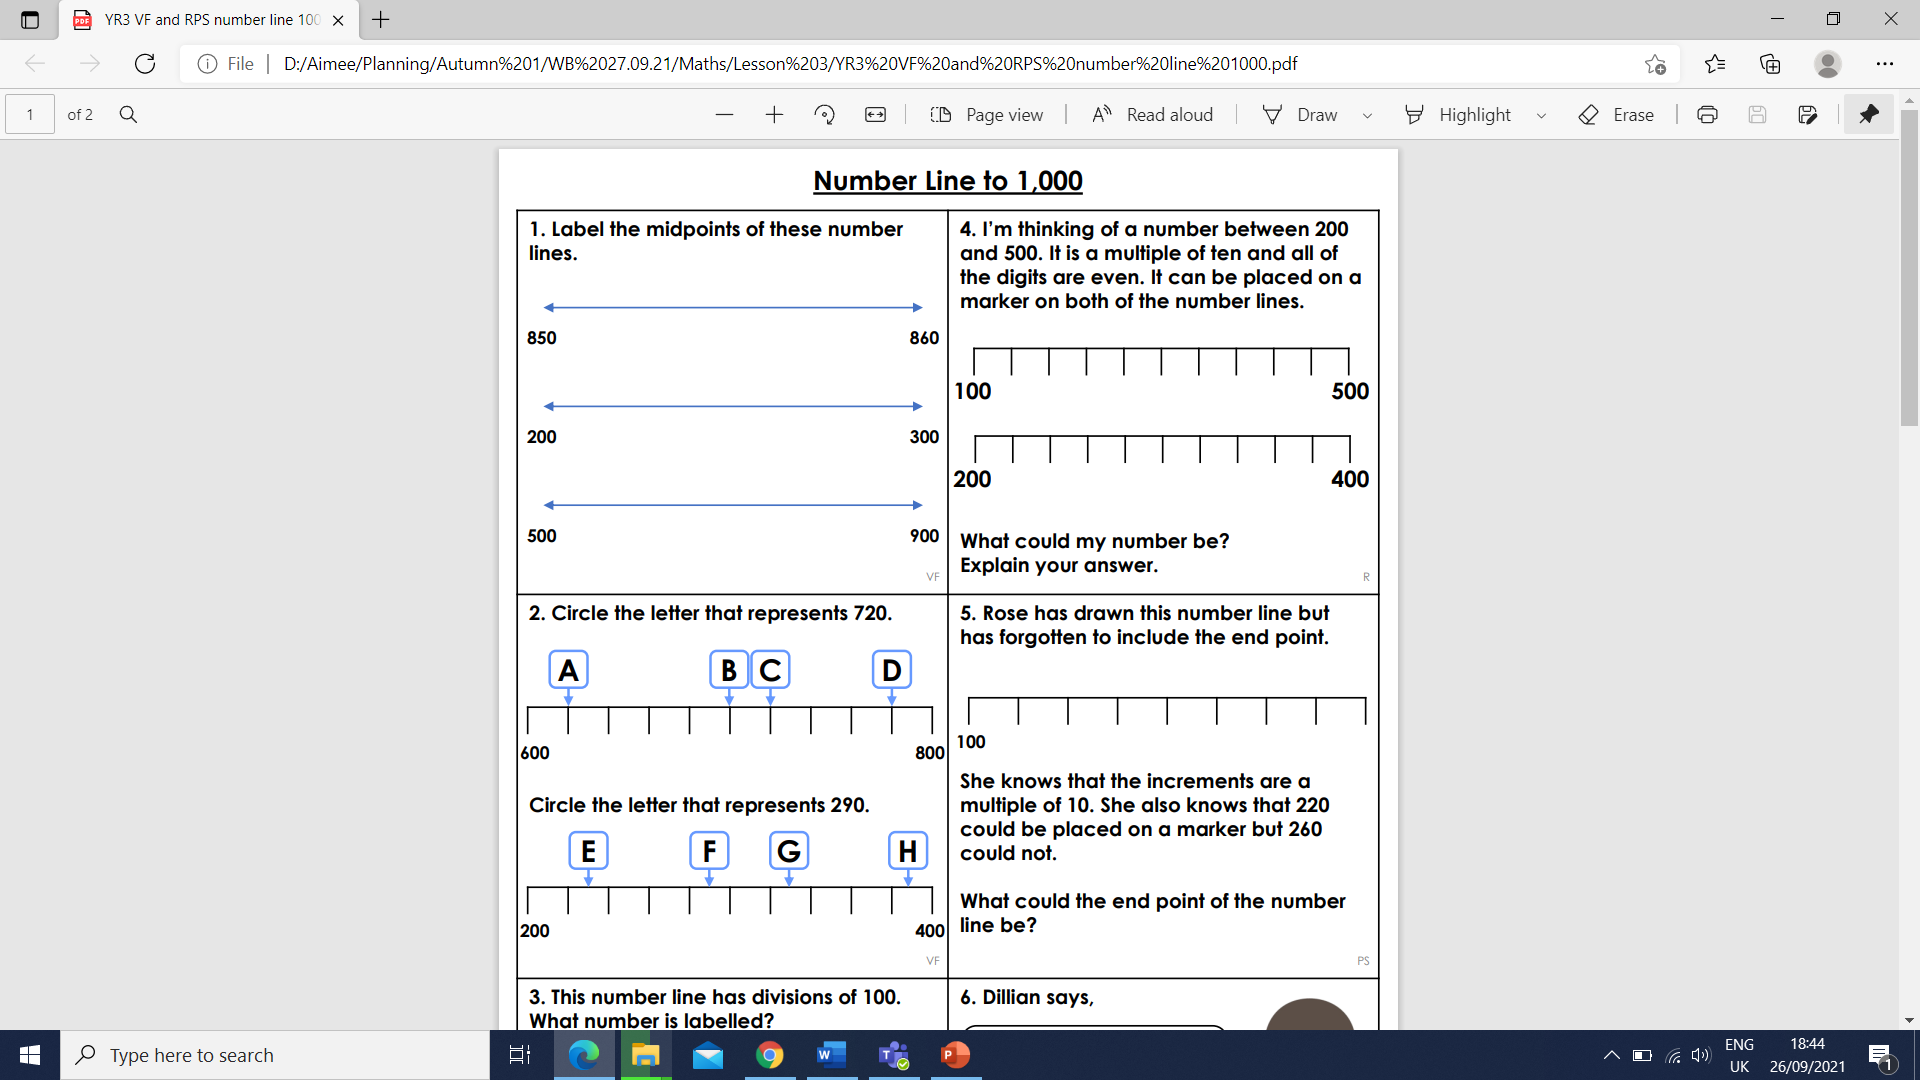 YR3 VF and RPS number line 100
File
D:/Aimee/Planning/Autumn%201/WB%2027.09.21/Maths/Lesson%203/YR3%20VF%20and%20RPS%20number%20line%201000.pdf
1 of 2
Page view
Read aloud
Draw
Highlight
Erase
Number Line to 1,000
1. Label the midpoints of these number
lines.
850 860
200 300
500 900
VF
2. Circle the letter that represents 720.
A B C D
600 800
Circle the letter that represents 290.
E F G H
200 400
VF
3. This number line has divisions of 100.
What number is labelled?
4. I’m thinking of a number between 200
and 500. It is a multiple of ten and all of
the digits are even. It can be placed on a
marker on both of the number lines.
100 500
200 400
What could my number be?
Explain your answer.
R
5. Rose has drawn this number line but
has forgotten to include the end point.
100
She knows that the increments are a
multiple of 10. She also knows that 220
could be placed on a marker but 260
could not.
What could the end point of the number
line be?
PS
6. Dillian says,
Type here to search
ENG
UK
18:44
26/09/2021
1